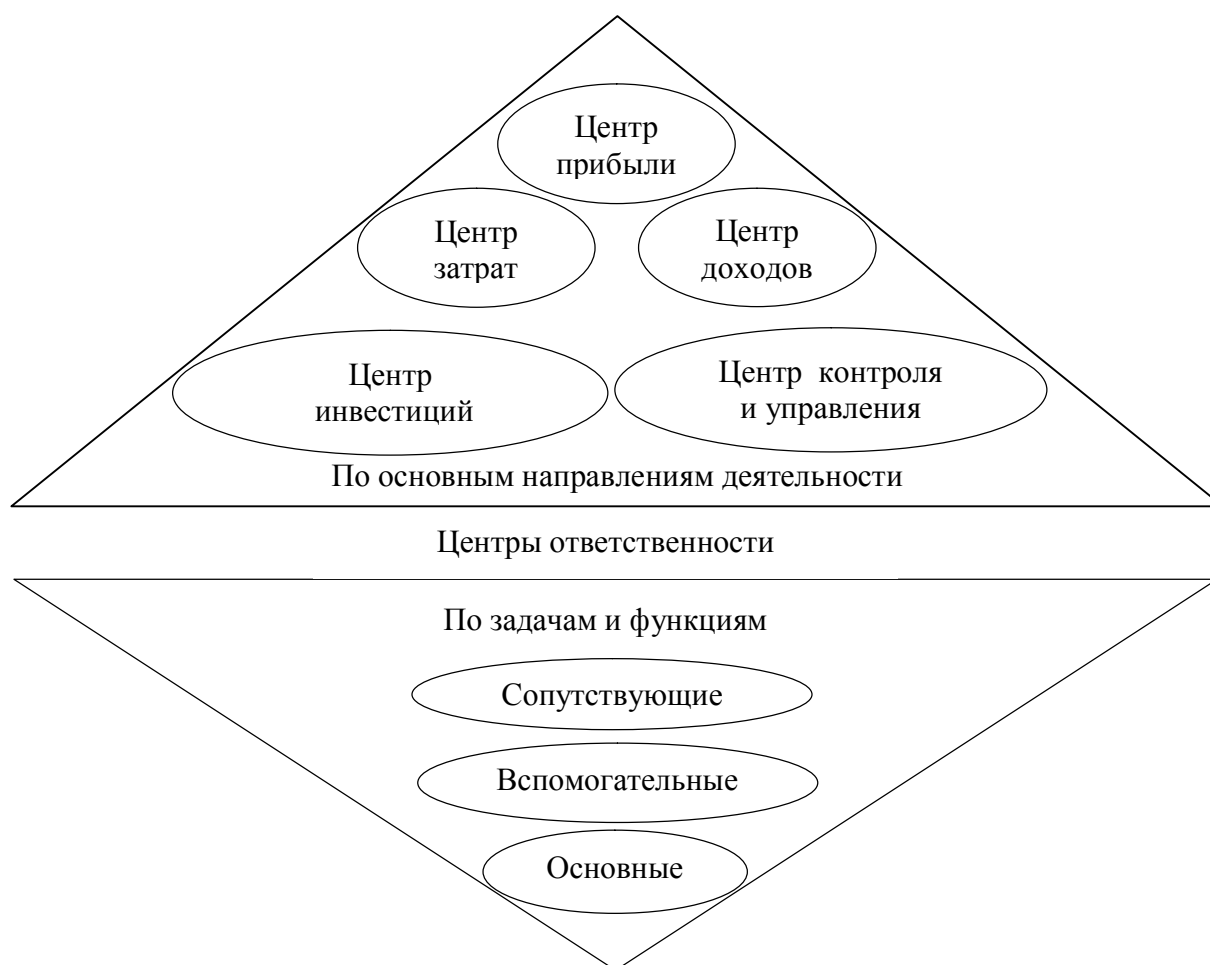 Центр
прибыли
Центр
затрат
Центр
доходов
Центр
инвестиций
Центр контроля
и управления
По основным направлениям деятельности
Центры ответственности
По задачам и функциям
Сопутствующие
Вспомогательные
Основные